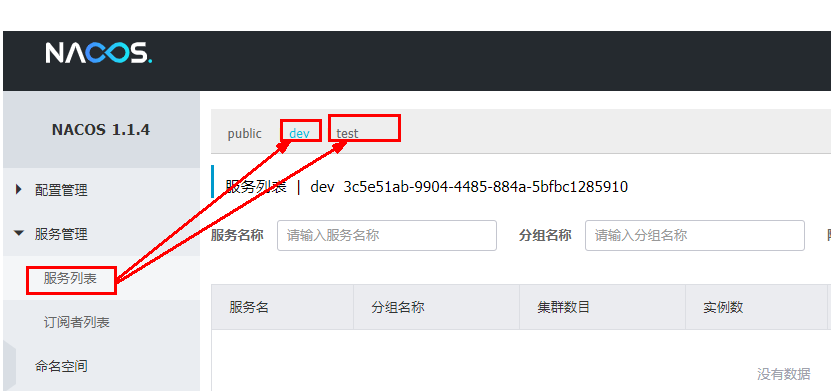 NACOS.
NACOS 1.1.4
public dev test
配置管理
服务列表 | dev 3c5e51ab-9904-4485-884a-5bfbc1285910
服务管理
服务名称 请输入服务名称 分组名称 请输入分组名称
服务列表
服务名 分组名称 集群数目 实例数
订阅者列表
命名空间
没有数据